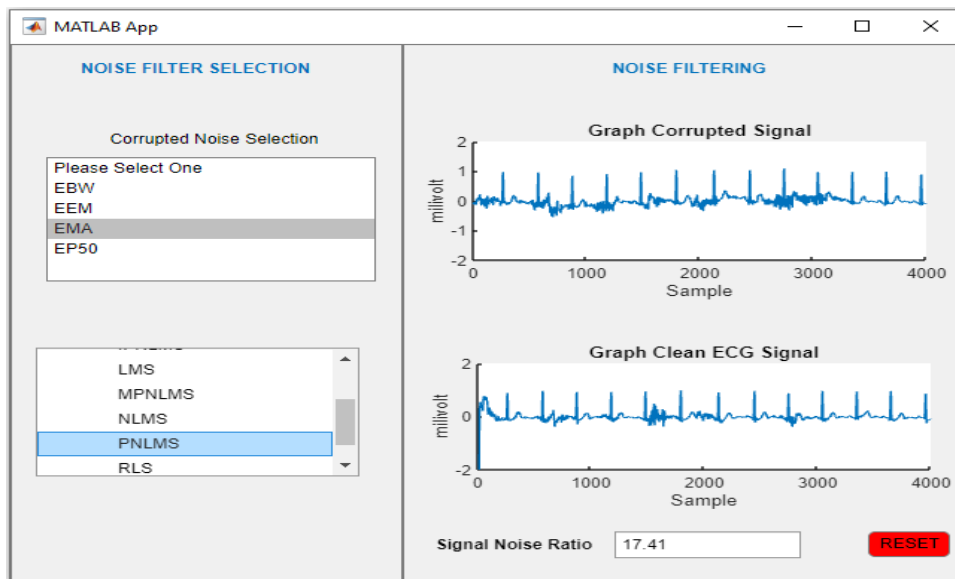 MATLAB App
NOISE FILTER SELECTION
Corrupted Noise Selection
Please Select One
EBW
EEM
EMA
EP50
LMS
MPNLMS
NLMS
PNLMS
RLS
NOISE FILTERING
Graph Corrupted Signal
2
1
0
-1
-2
milivolt
0 1000 2000 3000 4000
Sample
Graph Clean ECG Signal
2
0
-2
milivolt
0 1000 2000 3000 4000
Sample
Signal Noise Ratio 17.41
RESET